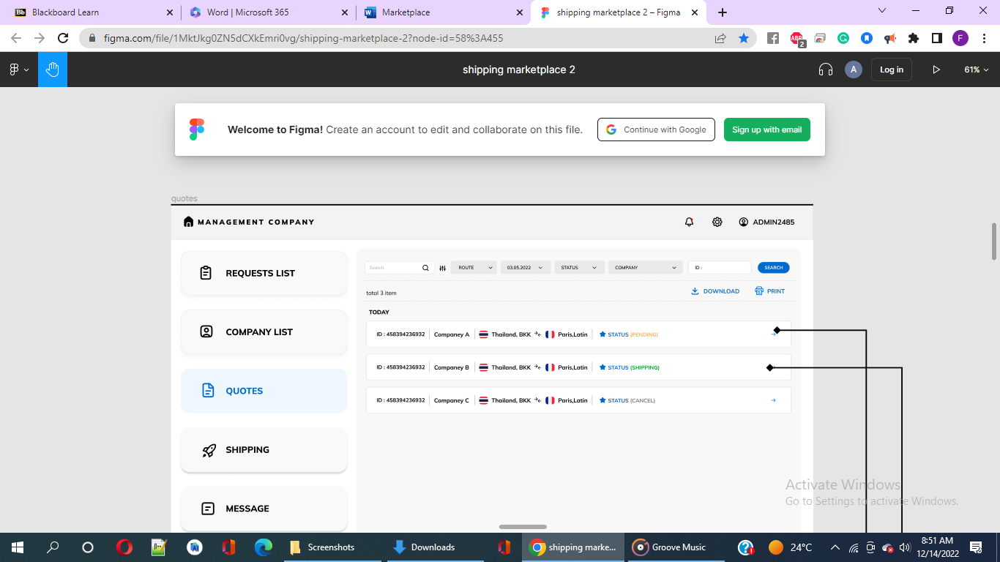 Blackboard Learn
Word | Microsoft 365
Marketplace
shipping marketplace 2 – Figma
figma.com/file/1MktJkg0ZN5dCXkEmri0vg/shipping-marketplace-2?node-id=58%3A455
ABP
2
F
shipping marketplace 2
A
Log in
61%
Welcome to Figma! Create an account to edit and collaborate on this file.
Continue with Google
Sign up with email
quotes
MANAGEMENT COMPANY
ADMIN2485
REQUESTS LIST
COMPANY LIST
QUOTES
SHIPPING
MESSAGE
Search
ROUTE
03.05.2022
STATUS
COMPANY
ID :
SEARCH
total 3 item
DOWNLOAD
PRINT
TODAY
ID : 458394236932 Companey A Thailand, BKK Paris,Latin STATUS (PENDING)
ID : 458394236932 Companey B Thailand, BKK Paris,Latin STATUS (SHIPPING)
ID : 458394236932 Companey C Thailand, BKK Paris,Latin STATUS (CANCEL)
Activate Windows
Go to Settings to activate Windows.
Screenshots
Downloads
shipping marke...
Groove Music
24°C
8:51 AM
12/14/2022